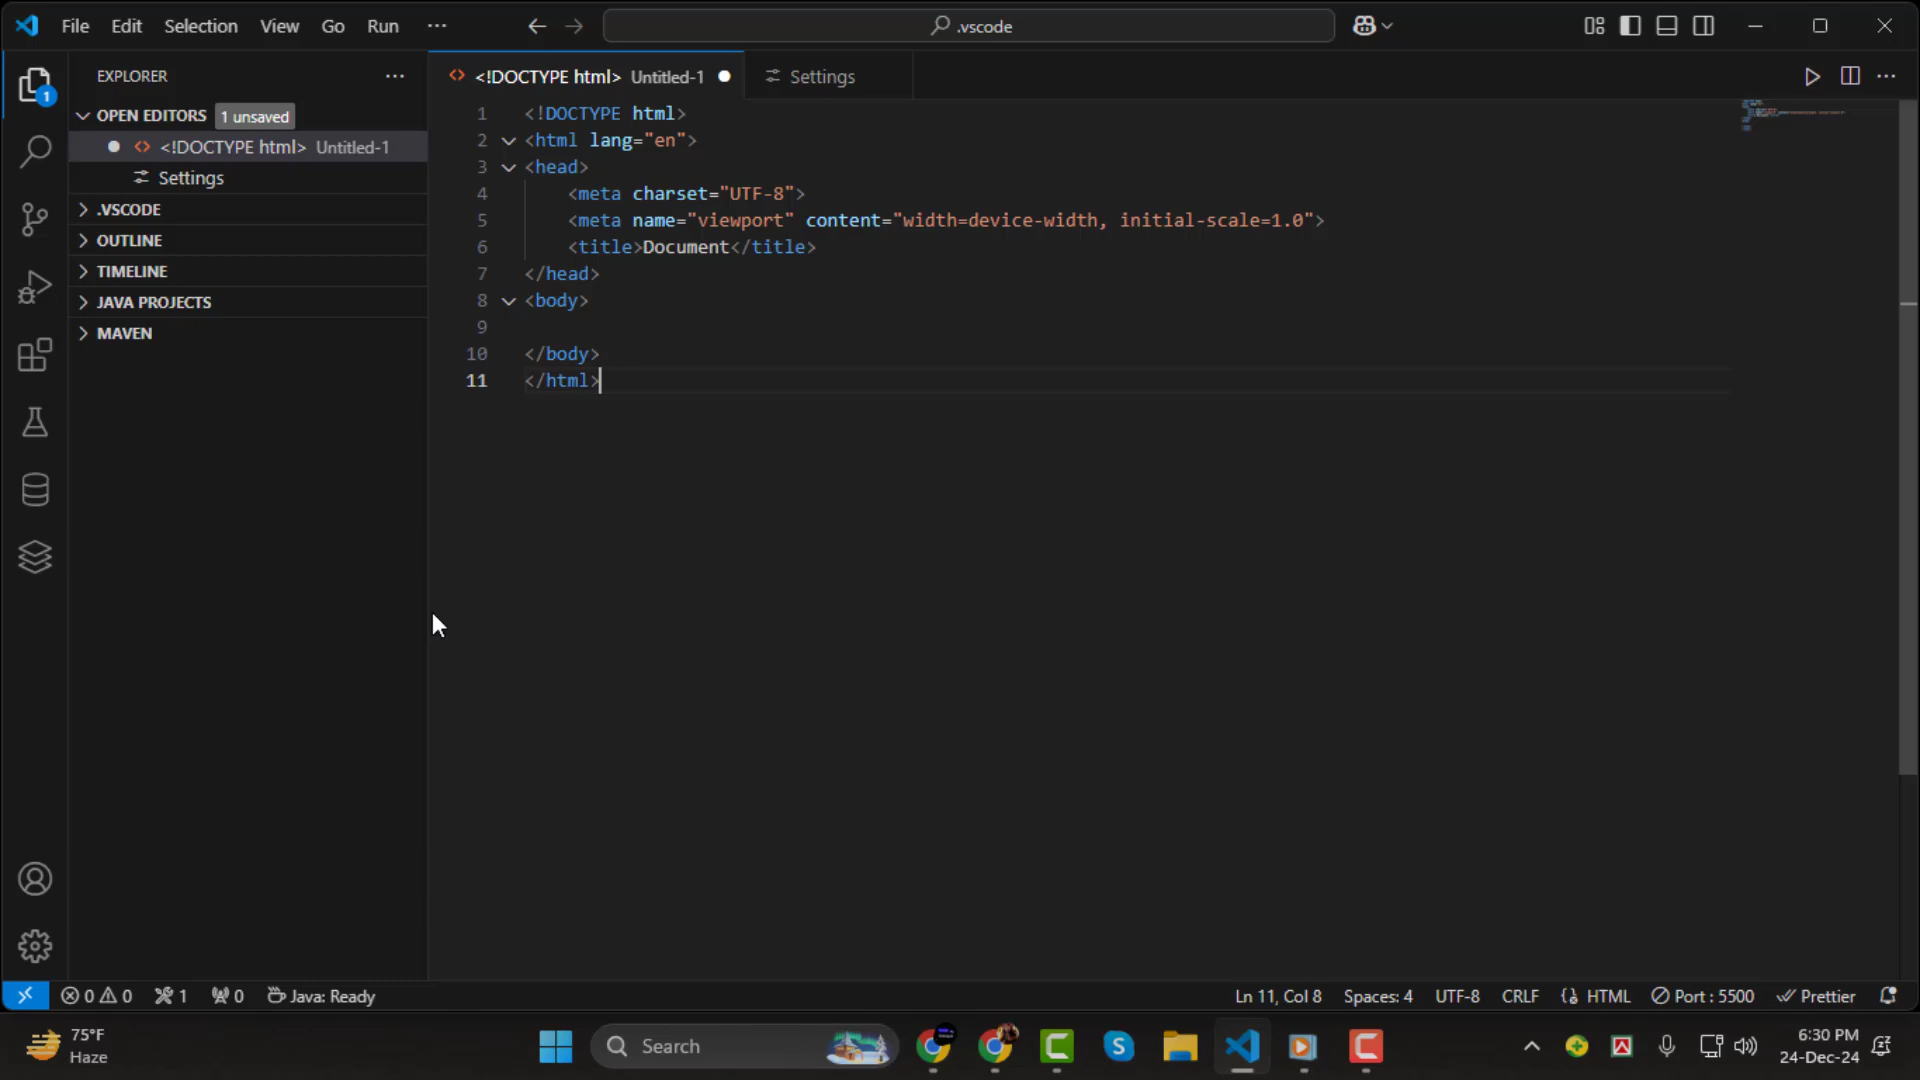 File Edit Selection View Go Run ··· .vscode
EXPLORER
1
OPEN EDITORS 1 unsaved
<!DOCTYPE html> Untitled-1
Settings
.VSCODE
OUTLINE
TIMELINE
JAVA PROJECTS
MAVEN
<!DOCTYPE html> Untitled-1 Settings
1 <!DOCTYPE html>
2 <html lang="en">
3 <head>
4 <meta charset="UTF-8">
5 <meta name="viewport" content="width=device-width, initial-scale=1.0">
6 <title>Document</title>
7 </head>
8 <body>
9
10 </body>
11 </html>
0 0 1 0 Java: Ready Ln 11, Col 8 Spaces: 4 UTF-8 CRLF {} HTML Port : 5500 Prettier
75°F
Haze
Search
S
6:30 PM
24-Dec-24